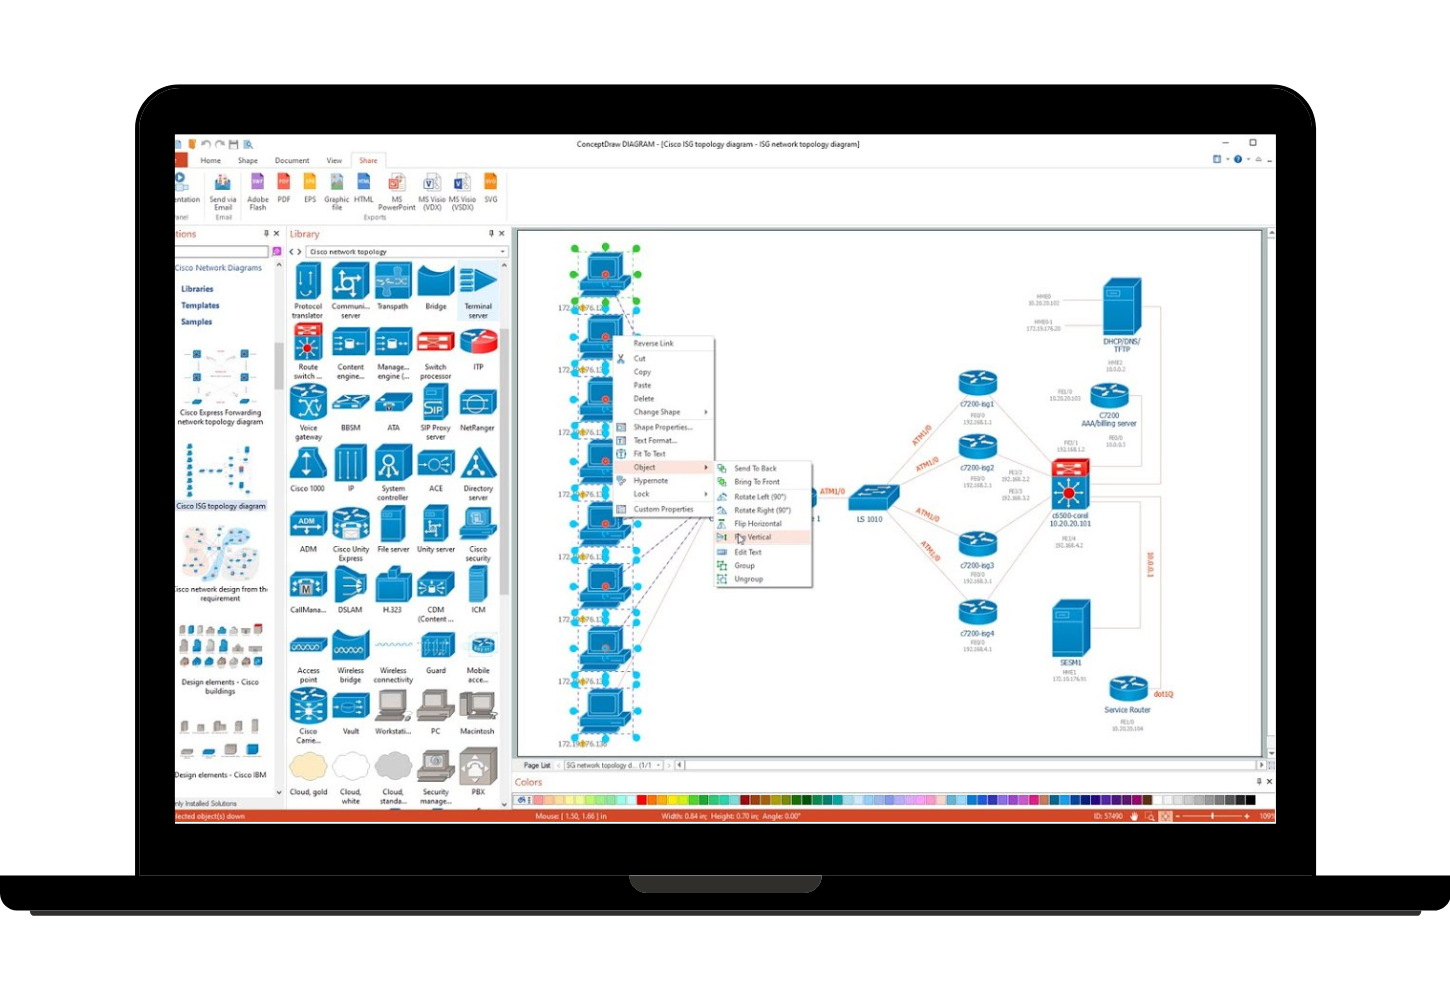 ConceptDraw DIAGRAM - [Cisco ISG topology diagram - ISG network topology diagram]
Home Shape Document View Share
Send via Email
Adobe Flash
PDF
EPS
Graphic file
HTML
MS PowerPoint
MS Visio (VDX)
MS Visio (VSDX)
SVG
Email
Exports
Library
Cisco network topology
Cisco Network Diagrams
Libraries
Templates
Samples
Cisco Express Forwarding
network topology diagram
Cisco ISG topology diagram
network design from the
requirement
Design elements - Cisco
buildings
Design elements - Cisco IBM
Installed Solutions
Protocol translator
Communi... server
Transpath
Bridge
Terminal server
Route switch ...
Content engine...
Manage... engine (...
Switch processor
ITP
Voice gateway
BBSM
ATA
SIP
SIP Proxy server
NetRanger
Cisco 1000
IP
System controller
ACE
Directory server
ADM
ADM
Cisco Unity Express
File server
Unity server
Cisco security
CallMana...
DSLAM
H.323
CDM (Content ...
ICM
Access point
Wireless bridge
Wireless connectivity
Guard
Mobile acce...
Cisco Carrie...
Vault
Workstati...
PC
Macintosh
Cloud, gold
Cloud, white
Cloud, standa...
Security manage...
PBX
Reverse Link
Cut
Copy
Paste
Delete
Change Shape
Shape Properties...
Text Format...
Fit To Text
Object
Hypernote
Lock
Custom Properties
Send To Back
Bring To Front
Rotate Left (90°)
Rotate Right (90°)
Flip Horizontal
Vertical
Edit Text
Group
Ungroup
ATM1/0
LS 1010
ATM1/0
ATM1/0
ATM1/0
ATM1/0
c7200-isg1
c7200-isg2
c7200-isg3
c7200-isg4
DHCP/DNS/
TFTP
C7200
AAA/billing server
c6500-corel
10.20.20.101
10.0.0.1
SESM1
Service Router
dot1Q
Page List
(1/1
Colors
object(s) down
Mouse: [ 1.50, 1.66 ] in
Width: 0.84 in; Height: 0.70 in; Angle: 0.00°
ID: 57490
109%